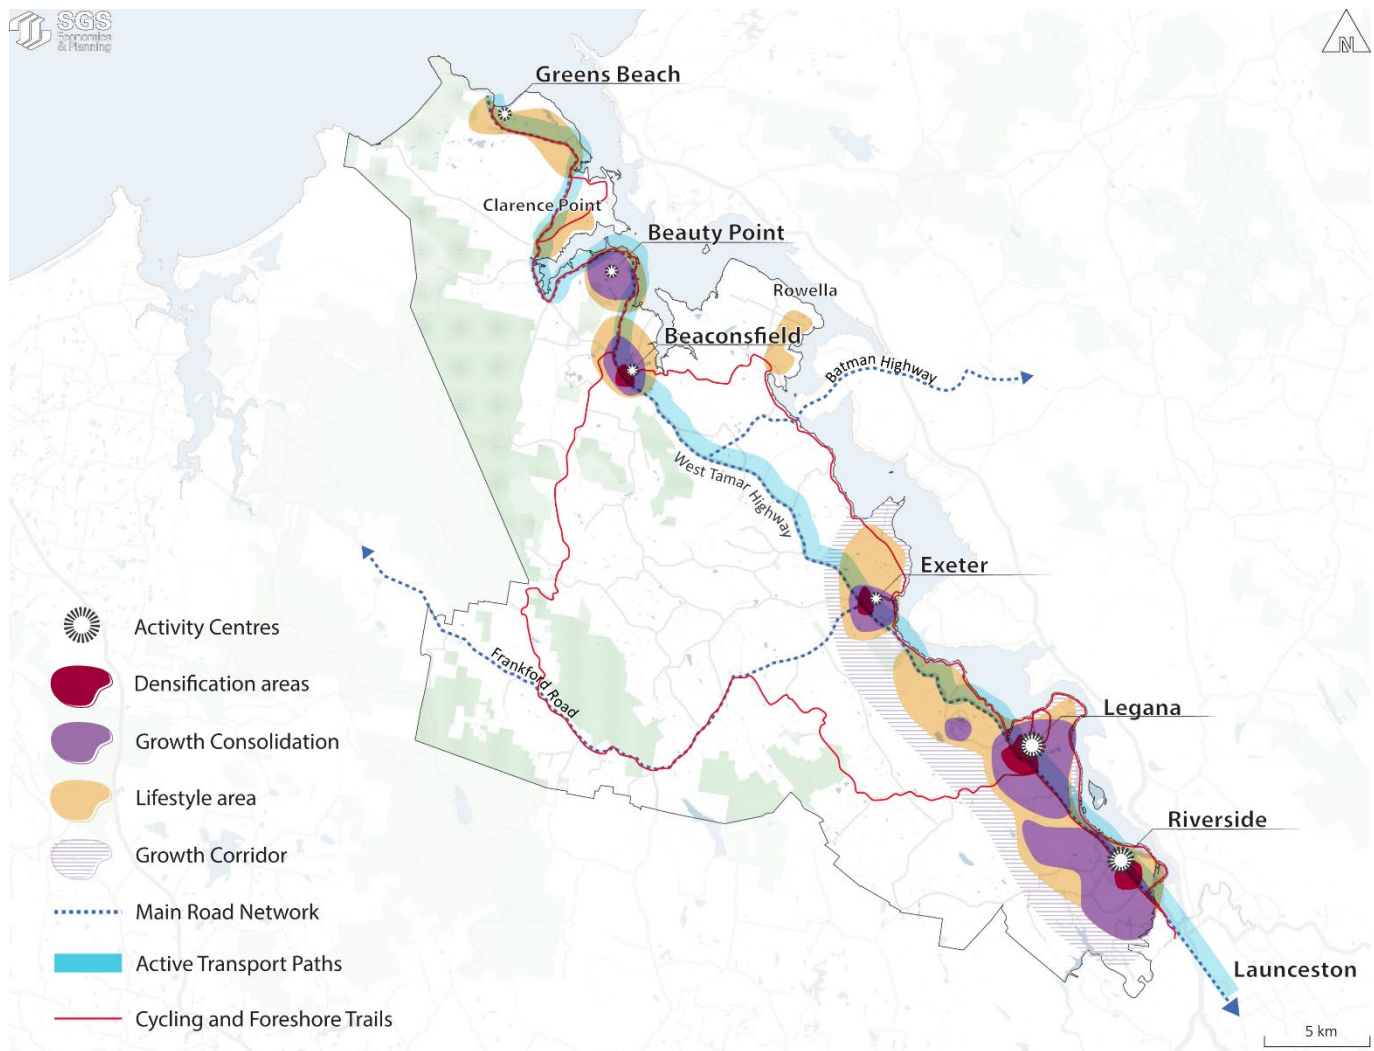 SGS
Economics
& Planning
N
Greens Beach
Clarence Point
Beauty Point
Rowella
Beaconsfield
Batman Highway
West Tamar Highway
Exeter
Frankford Road
Legana
Riverside
Launceston
Activity Centres
Densification areas
Growth Consolidation
Lifestyle area
Growth Corridor
Main Road Network
Active Transport Paths
Cycling and Foreshore Trails
5 km